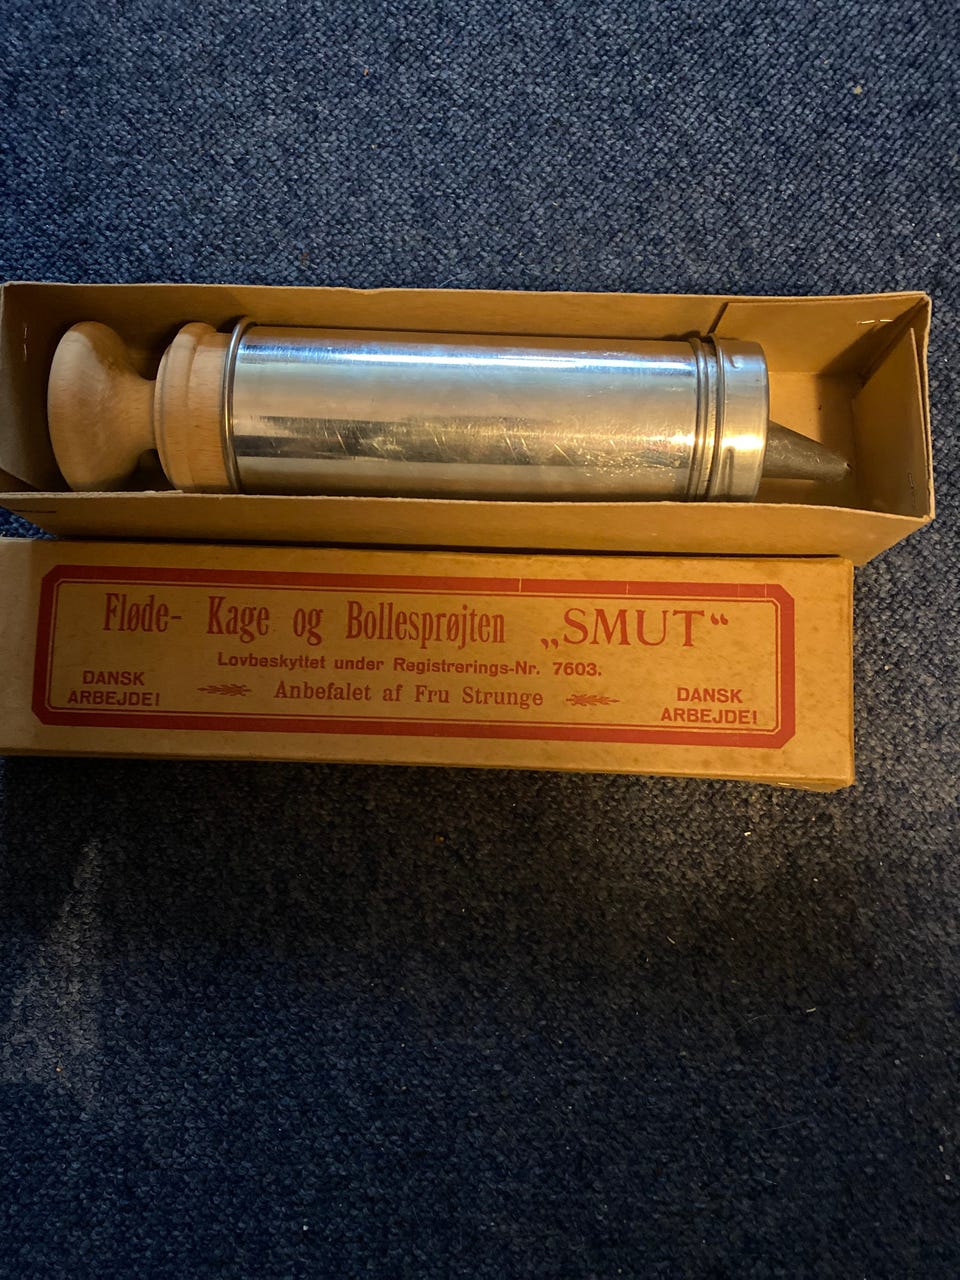 Fløde- Kage og Bollesprøjten „SMUT“
Lovbeskyttet under Registrerings-Nr. 7603.
Anbefalet af Fru Strunge
DANSK
ARBEJDE!
DANSK
ARBEJDE!